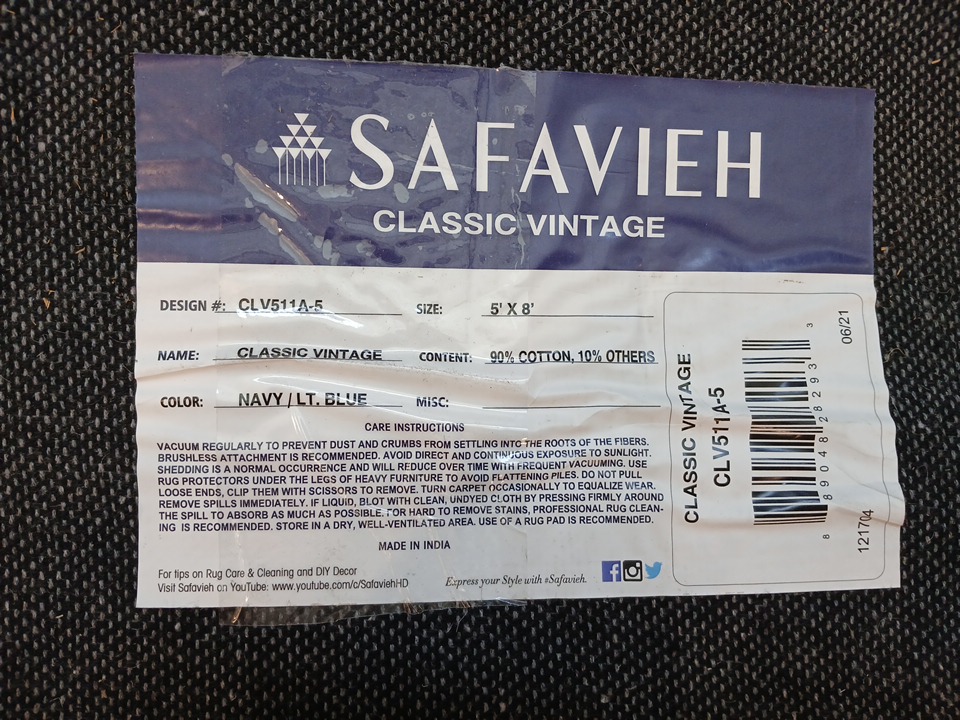 SAFAVIEH
CLASSIC VINTAGE
DESIGN #: CLV511A-5 SIZE: 5' X 8'
NAME: CLASSIC VINTAGE CONTENT: 90% COTTON, 10% OTHERS
COLOR: NAVY / LT. BLUE MISC:
CARE INSTRUCTIONS
VACUUM REGULARLY TO PREVENT DUST AND CRUMBS FROM SETTLING INTO THE ROOTS OF THE FIBERS.
BRUSHLESS ATTACHMENT IS RECOMMENDED. AVOID DIRECT AND CONTINUOUS EXPOSURE TO SUNLIGHT.
SHEDDING IS A NORMAL OCCURRENCE AND WILL REDUCE OVER TIME WITH FREQUENT VACUUMING. USE
RUG PROTECTORS UNDER THE LEGS OF HEAVY FURNITURE TO AVOID FLATTENING PILES. DO NOT PULL
LOOSE ENDS, CLIP THEM WITH SCISSORS TO REMOVE. TURN CARPET OCCASIONALLY TO EQUALIZE WEAR.
REMOVE SPILLS IMMEDIATELY. IF LIQUID, BLOT WITH CLEAN, UNDYED CLOTH BY PRESSING FIRMLY AROUND
THE SPILL TO ABSORB AS MUCH AS POSSIBLE. FOR HARD TO REMOVE STAINS, PROFESSIONAL RUG CLEAN-
ING IS RECOMMENDED. STORE IN A DRY, WELL-VENTILATED AREA. USE OF A RUG PAD IS RECOMMENDED.
MADE IN INDIA
For tips on Rug Care & Cleaning and DIY Decor
Visit Safavieh on YouTube: www.youtube.com/c/SafaviehHD
Express your Style with #Safavieh.
CLASSIC VINTAGE
CLV511A-5
8 89048 28293 3
121704 06/21